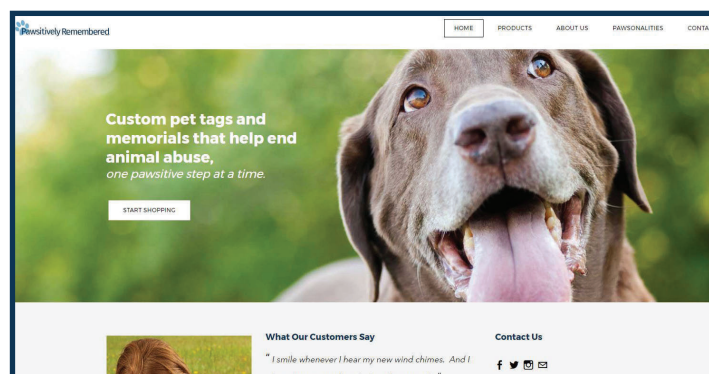 Pawsitively Remembered
HOME PRODUCTS ABOUT US PAWSONALITIES CONTA
Custom pet tags and
memorials that help end
animal abuse,
one pawsitive step at a time.
START SHOPPING
What Our Customers Say
" I smile whenever I hear my new wind chimes. And I
Contact Us